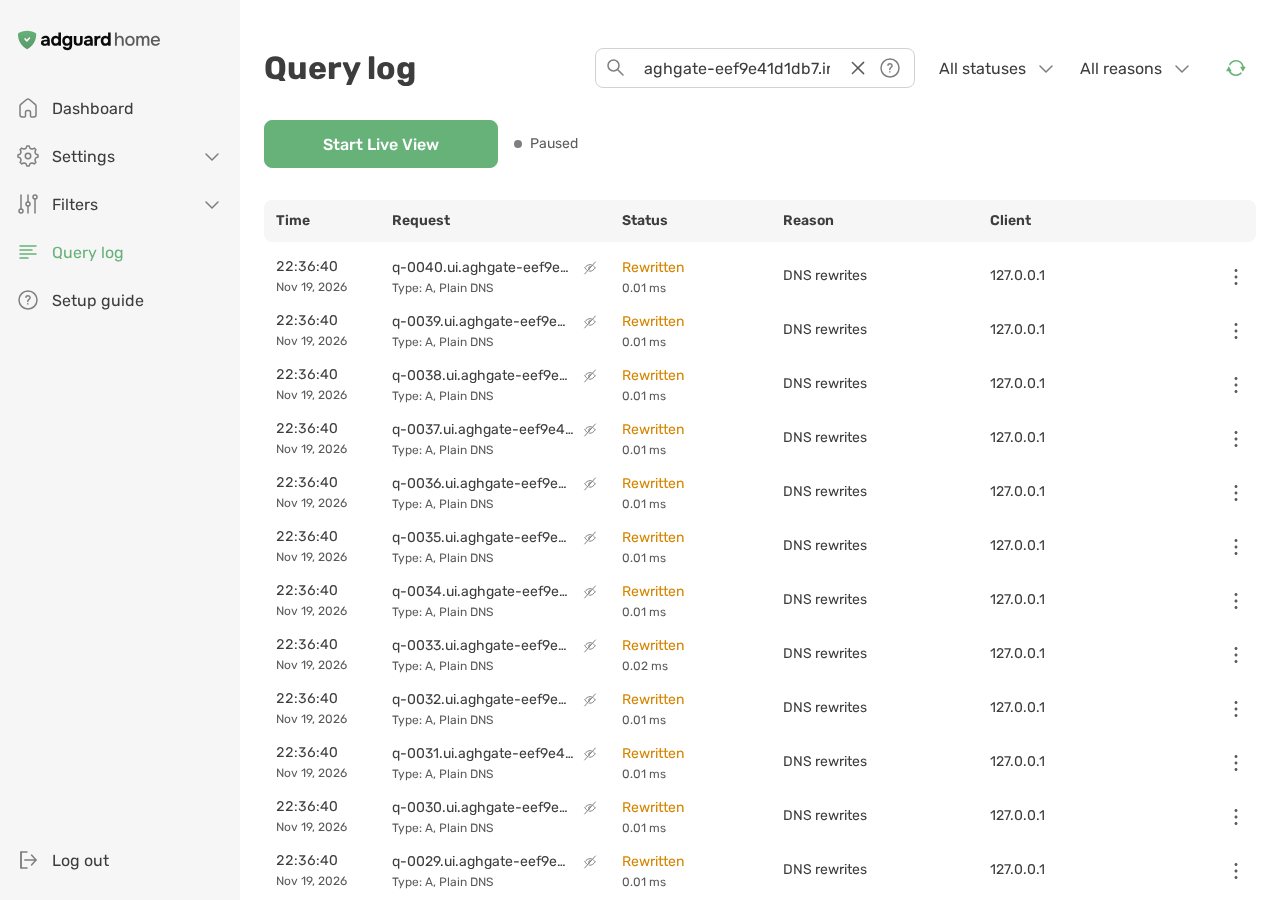 adguard home
Query log
aghgate-eef9e41d1db7.ir
All statuses
All reasons
Dashboard
Settings
Filters
Query log
Setup guide
Log out
Start Live View
Paused
Time Request Status Reason Client
22:36:40 q-0040.ui.aghgate-eef9e... Rewritten DNS rewrites 127.0.0.1
Nov 19, 2026 Type: A, Plain DNS 0.01 ms
22:36:40 q-0039.ui.aghgate-eef9e... Rewritten DNS rewrites 127.0.0.1
Nov 19, 2026 Type: A, Plain DNS 0.01 ms
22:36:40 q-0038.ui.aghgate-eef9e... Rewritten DNS rewrites 127.0.0.1
Nov 19, 2026 Type: A, Plain DNS 0.01 ms
22:36:40 q-0037.ui.aghgate-eef9e4... Rewritten DNS rewrites 127.0.0.1
Nov 19, 2026 Type: A, Plain DNS 0.01 ms
22:36:40 q-0036.ui.aghgate-eef9e... Rewritten DNS rewrites 127.0.0.1
Nov 19, 2026 Type: A, Plain DNS 0.01 ms
22:36:40 q-0035.ui.aghgate-eef9e... Rewritten DNS rewrites 127.0.0.1
Nov 19, 2026 Type: A, Plain DNS 0.01 ms
22:36:40 q-0034.ui.aghgate-eef9e... Rewritten DNS rewrites 127.0.0.1
Nov 19, 2026 Type: A, Plain DNS 0.01 ms
22:36:40 q-0033.ui.aghgate-eef9e... Rewritten DNS rewrites 127.0.0.1
Nov 19, 2026 Type: A, Plain DNS 0.02 ms
22:36:40 q-0032.ui.aghgate-eef9e... Rewritten DNS rewrites 127.0.0.1
Nov 19, 2026 Type: A, Plain DNS 0.01 ms
22:36:40 q-0031.ui.aghgate-eef9e4... Rewritten DNS rewrites 127.0.0.1
Nov 19, 2026 Type: A, Plain DNS 0.01 ms
22:36:40 q-0030.ui.aghgate-eef9e... Rewritten DNS rewrites 127.0.0.1
Nov 19, 2026 Type: A, Plain DNS 0.01 ms
22:36:40 q-0029.ui.aghgate-eef9e... Rewritten DNS rewrites 127.0.0.1
Nov 19, 2026 Type: A, Plain DNS 0.01 ms